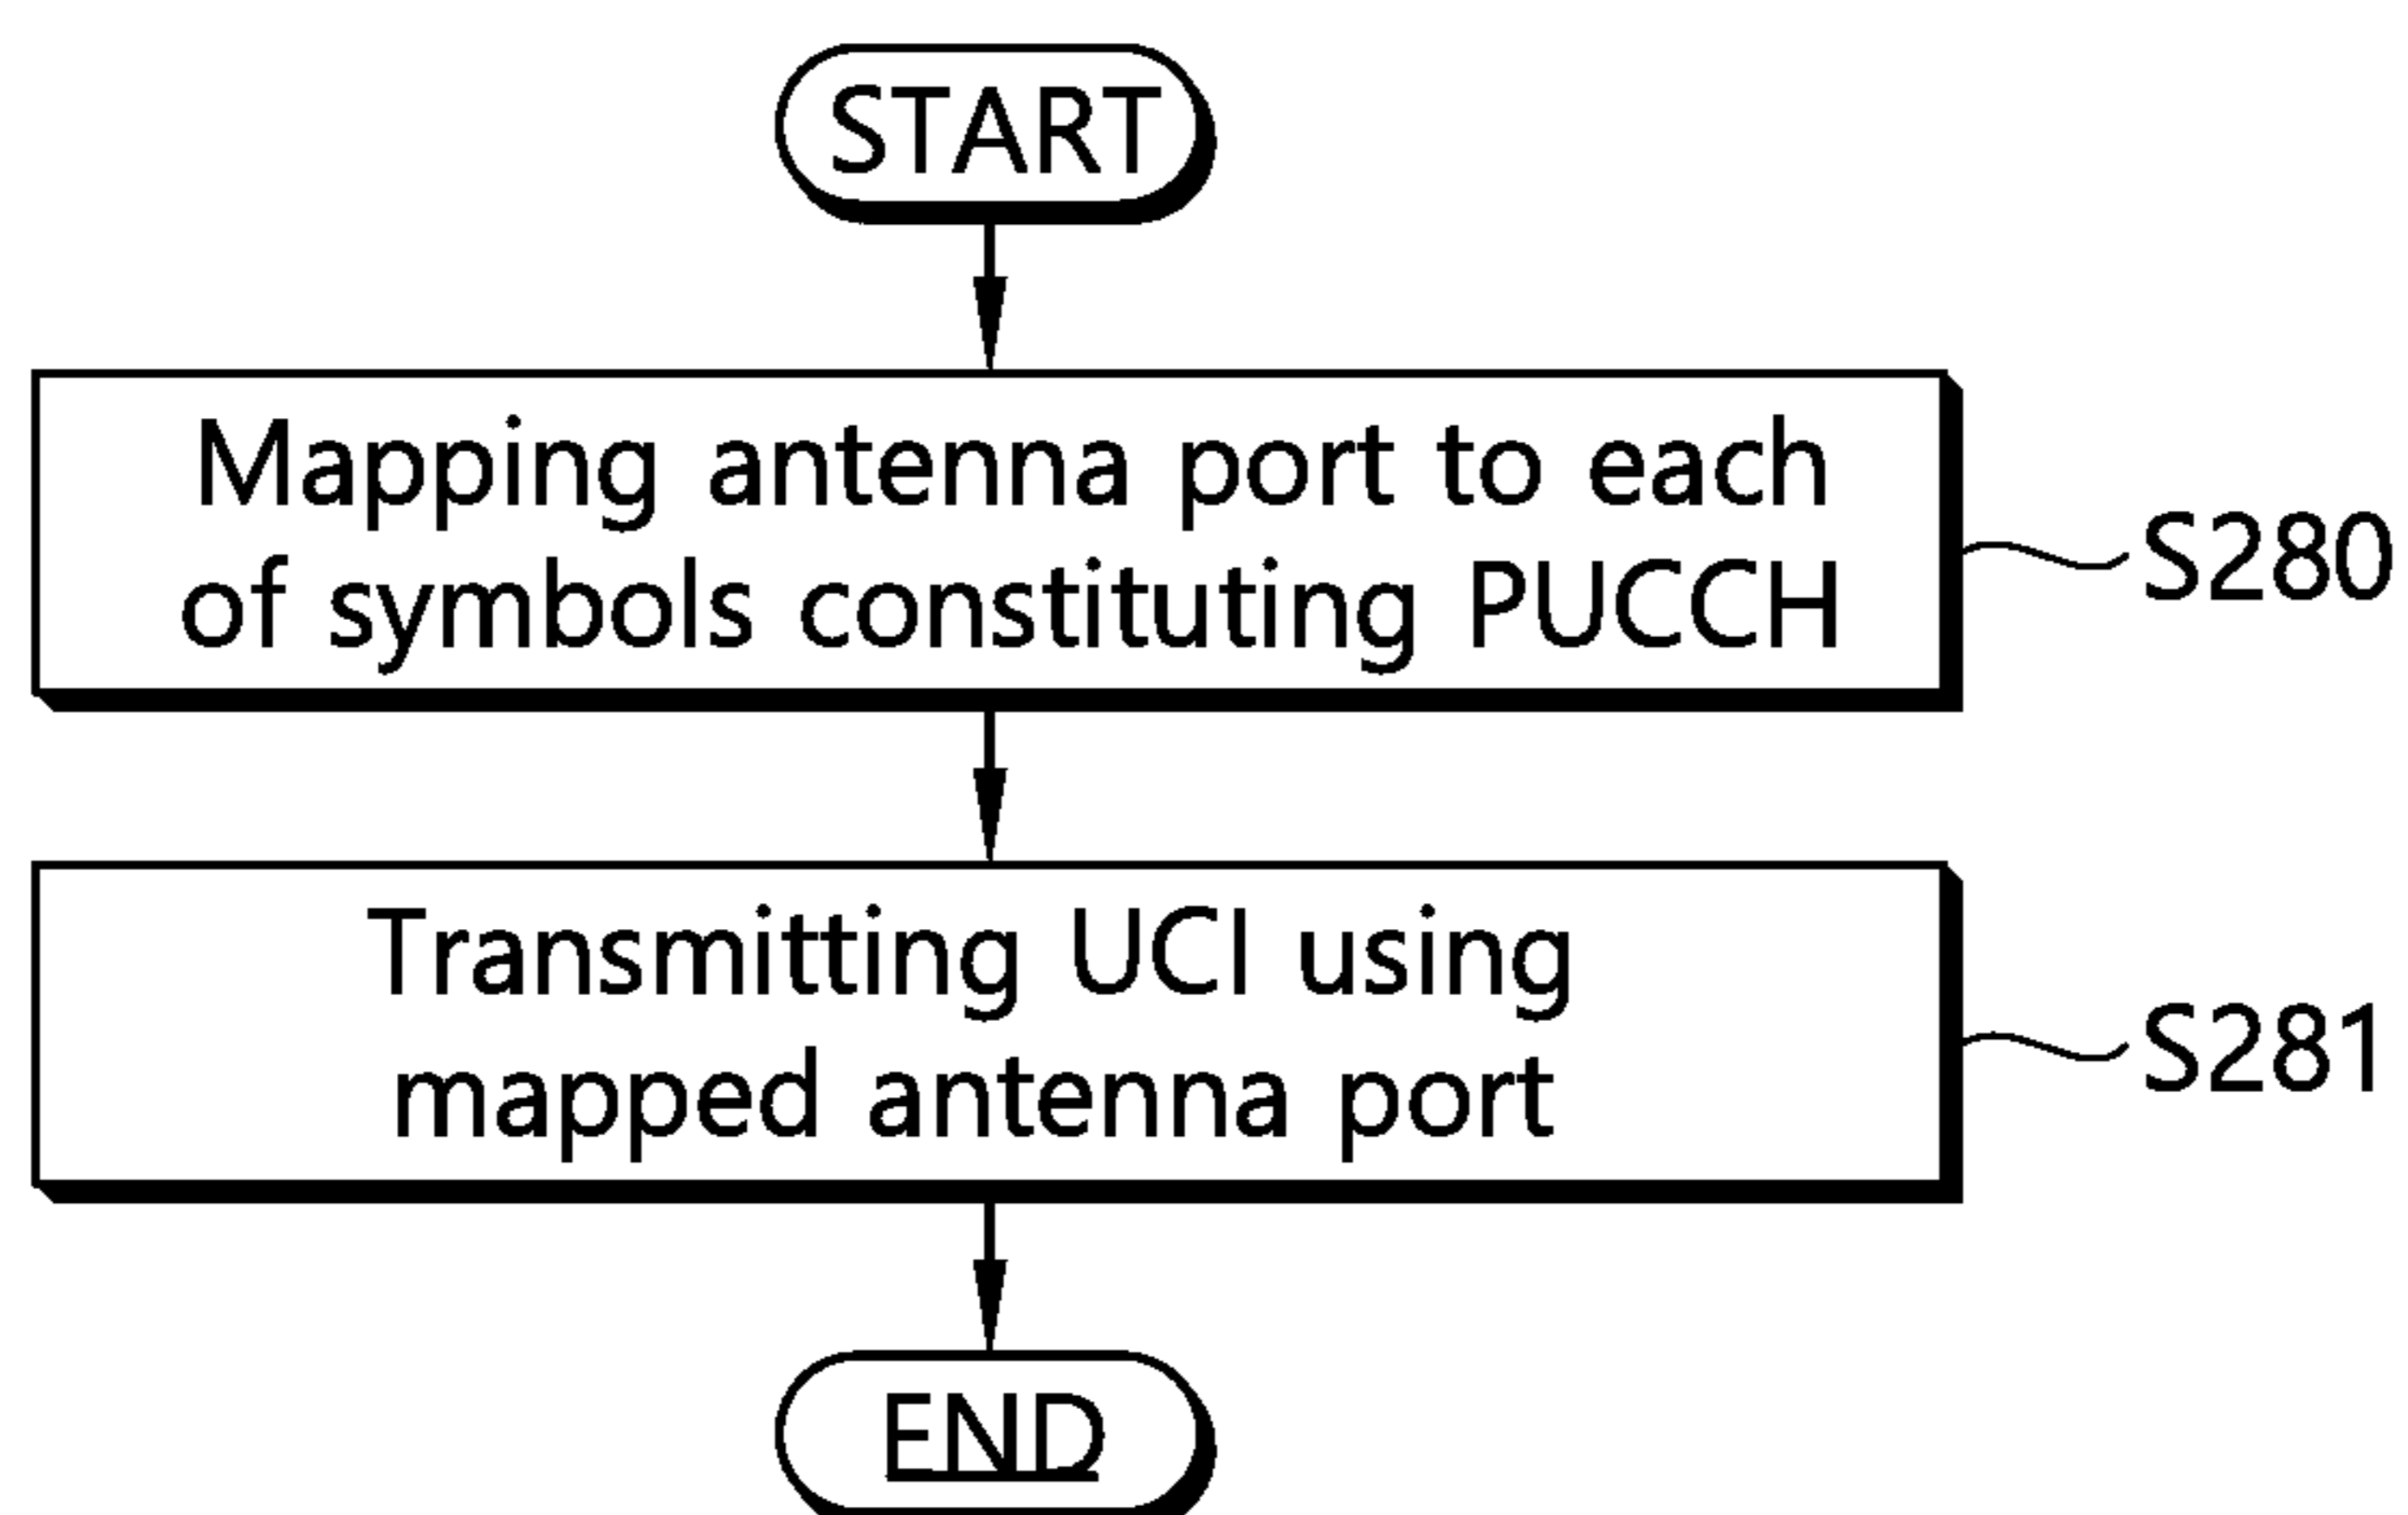 START
Mapping antenna port to each
of symbols constituting PUCCH
S280
Transmitting UCI using
mapped antenna port
S281
END